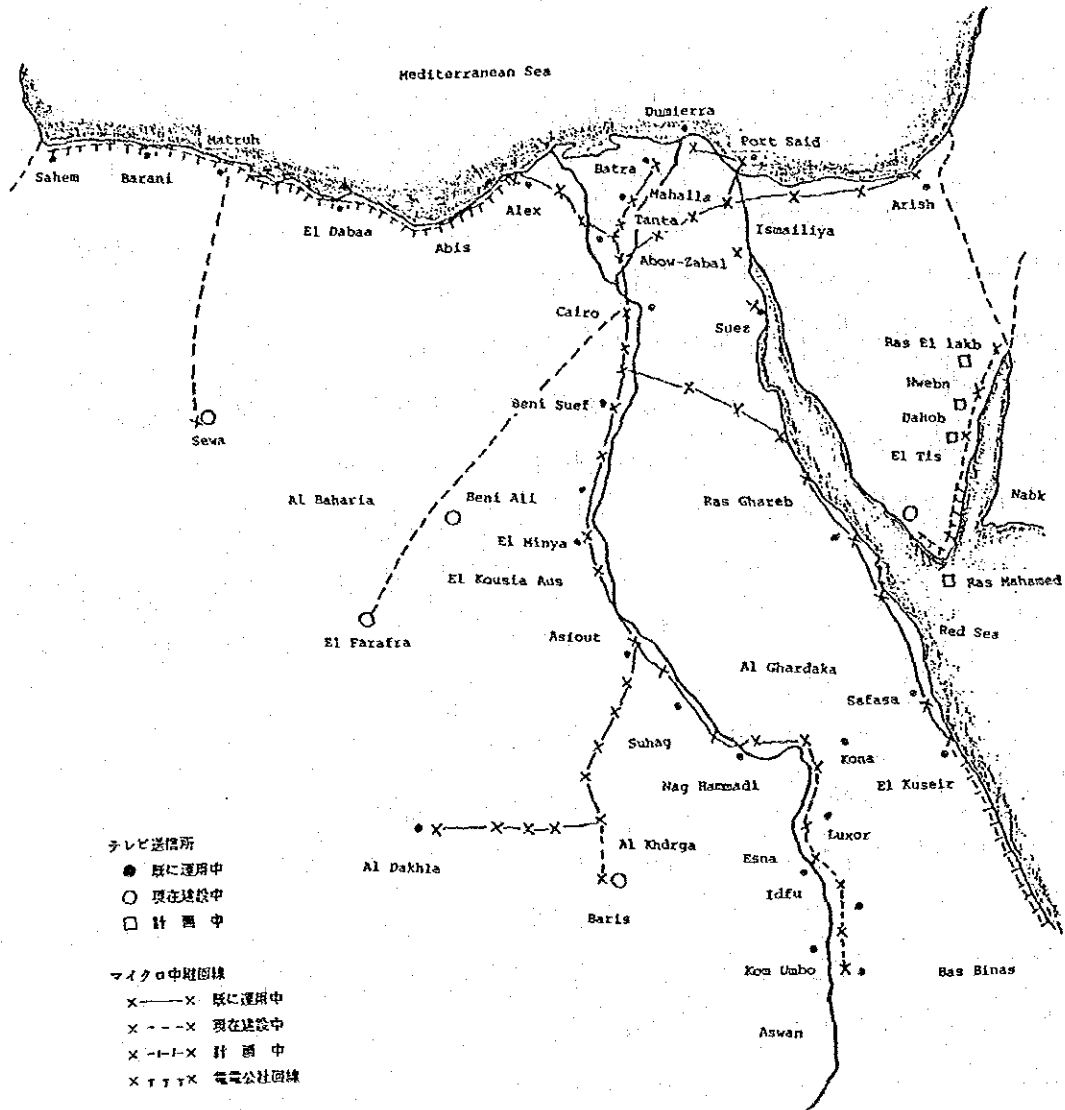 Mediterranean Sea
Dumierra
Port Said
Matruh
Batra
Sahem
Barani
Mahalla
Alex
Arish
Tanta
El Dabaa
Ismailiya
Abis
Abow-Zabal
Cairo
Suez
Ras El lakb
Nwebn
Beni Suef
Dahob
Sewa
El Tis
Nabk
Al Baharia
Beni Ali
Ras Ghareb
El Minya
El Kousia Aus
Ras Mahamed
El Farafra
Asiout
Red Sea
Al Ghardaka
Safaga
Suhag
Kona
Nag Hammadi
El Kuseir
Luxor
Al Khdrga
Al Dakhla
Esna
Idfu
Baris
Kom Umbo
Bas Binas
Aswan
テレビ送信所
既に運用中
現在建設中
計画中
マイクロ中継回線
既に運用中
現在建設中
計画中
電電公社回線